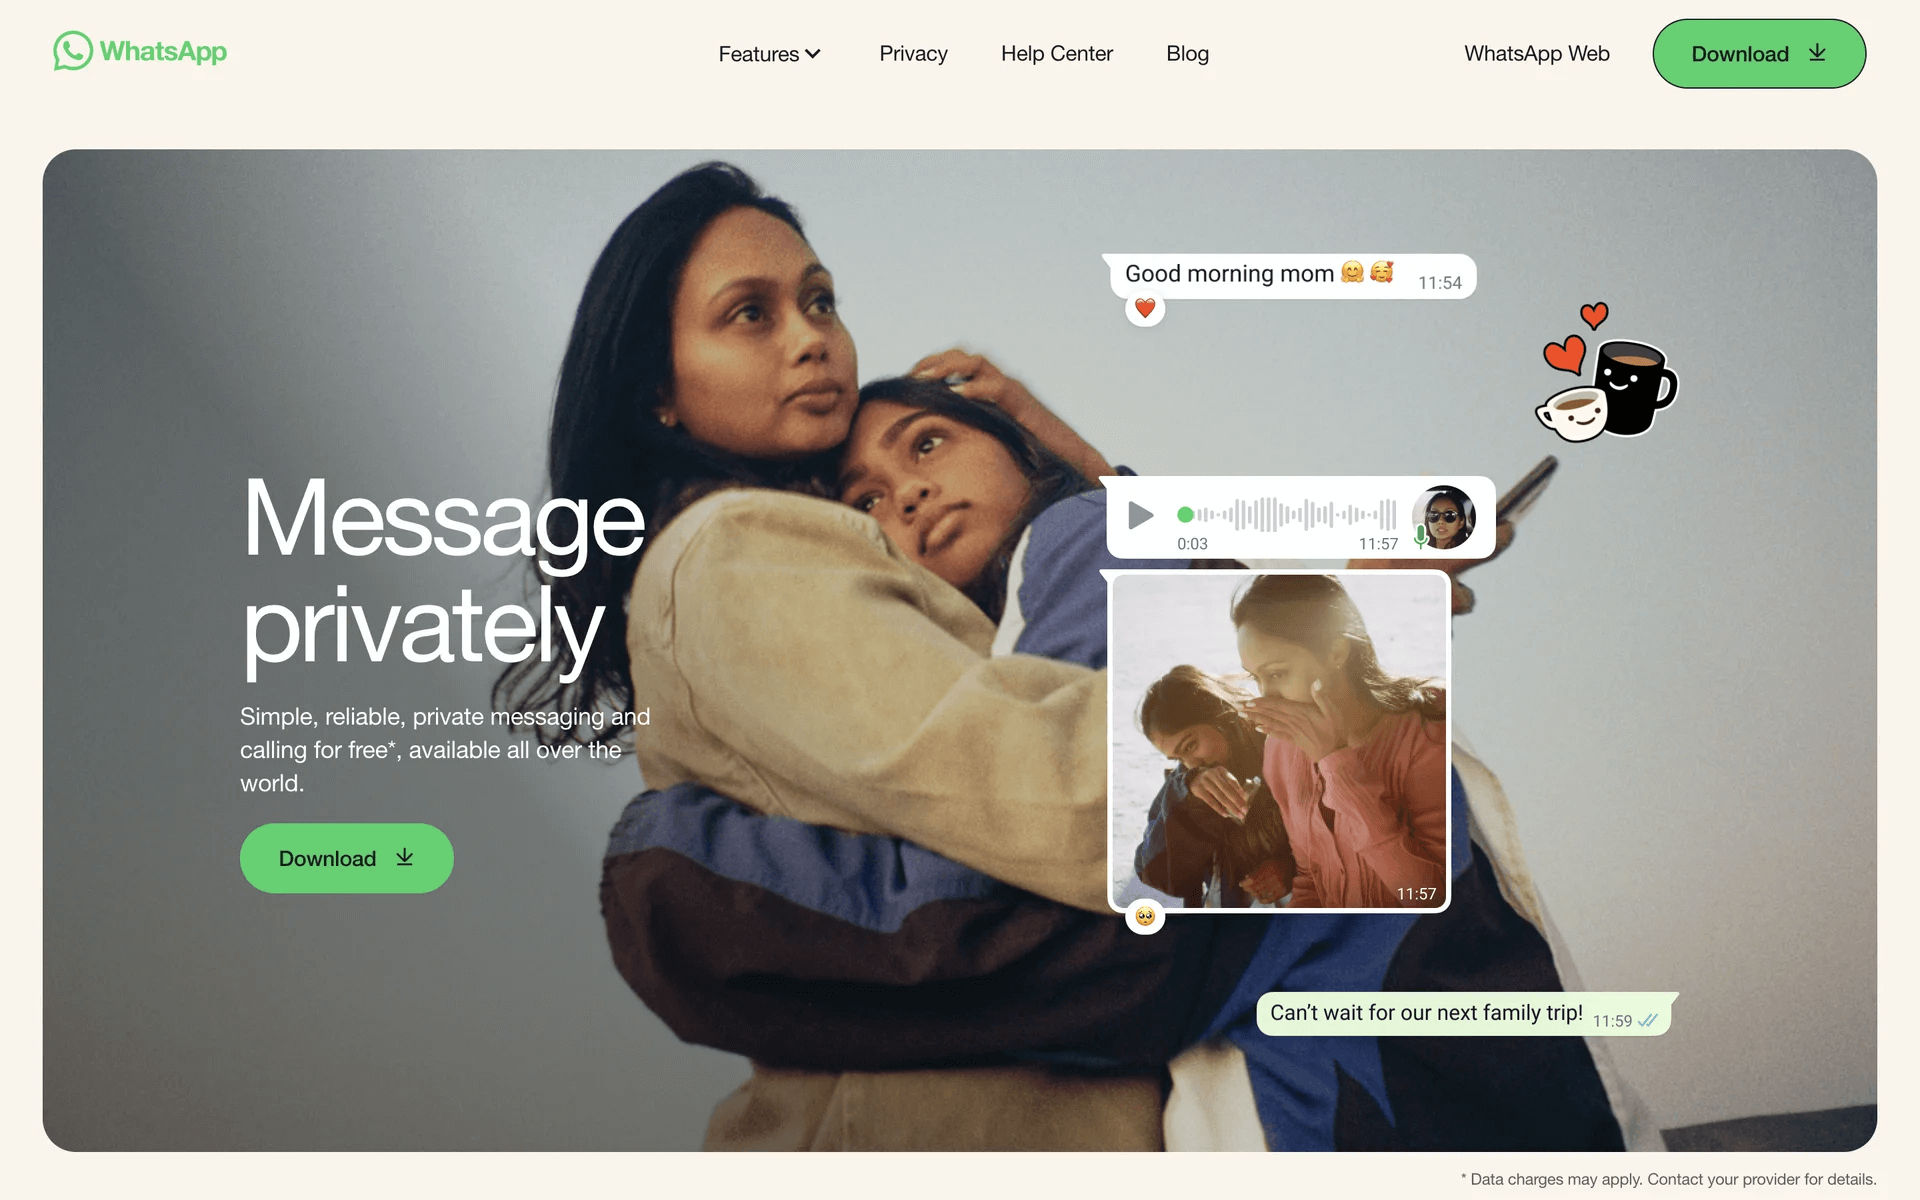 WhatsApp
Features
Privacy
Help Center
Blog
WhatsApp Web
Download
Message
privately
Simple, reliable, private messaging and
calling for free*, available all over the
world.
Download
Good morning mom 🤗 🥰 11:54
❤️
0:03 11:57
11:57
🥺
Can’t wait for our next family trip! 11:59
* Data charges may apply. Contact your provider for details.